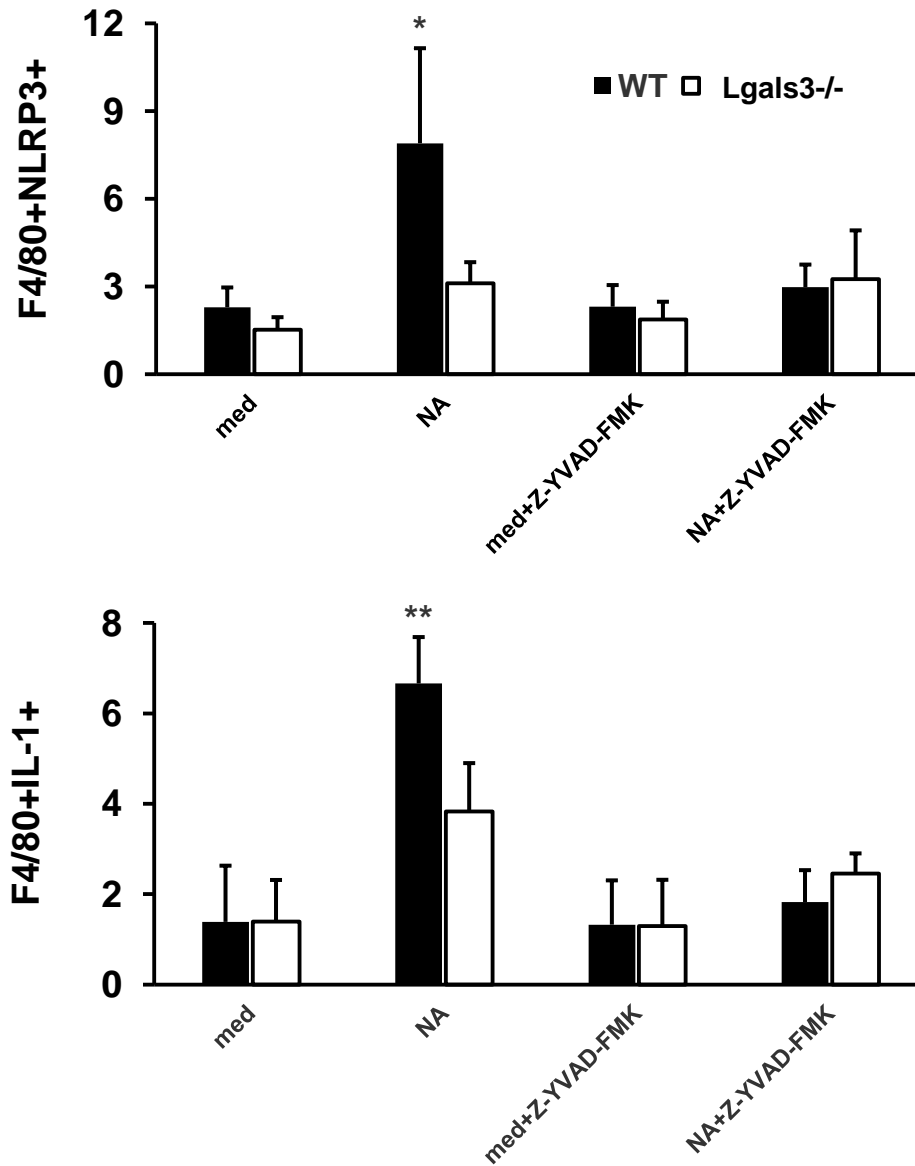 12
9
6
3
0
F4/80+NLRP3+
*
WT Lgals3-/-
med
NA
med+Z-YVAD-FMK
NA+Z-YVAD-FMK
8
6
4
2
0
F4/80+IL-1+
**
med
NA
med+Z-YVAD-FMK
NA+Z-YVAD-FMK